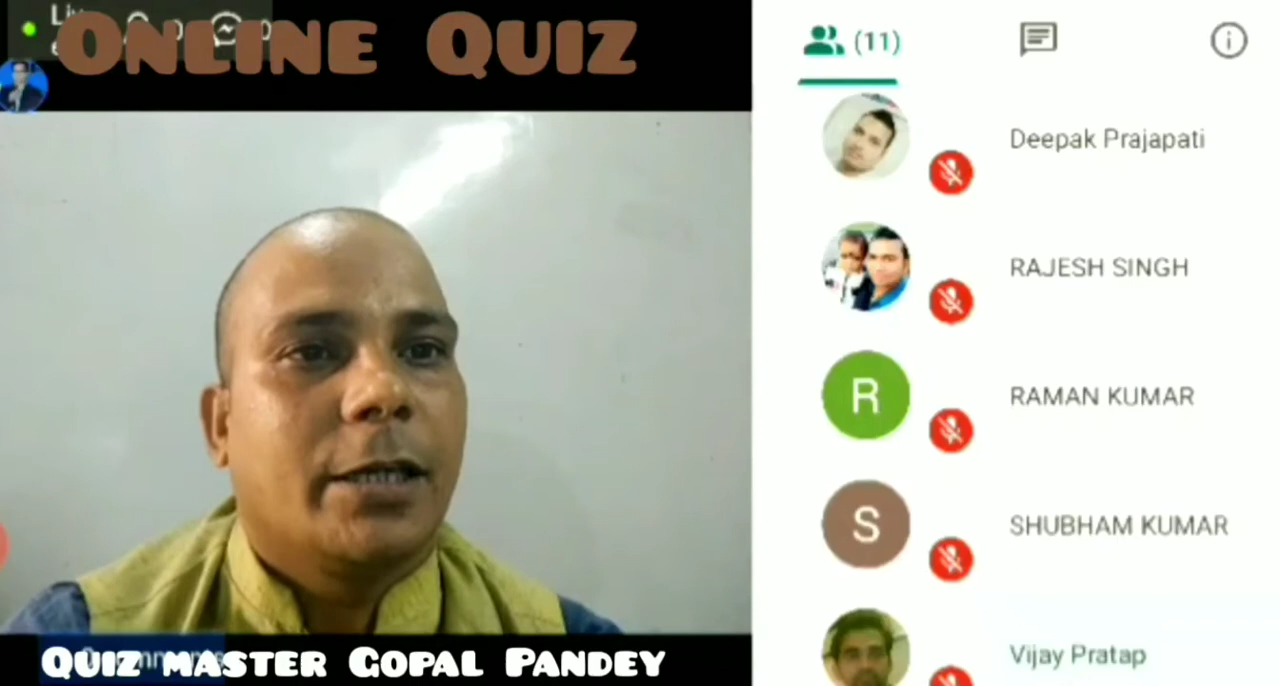 ONLINE QUIZ
(11)
Deepak Prajapati
RAJESH SINGH
R
RAMAN KUMAR
S
SHUBHAM KUMAR
Vijay Pratap
QUIZ MASTER GOPAL PANDEY